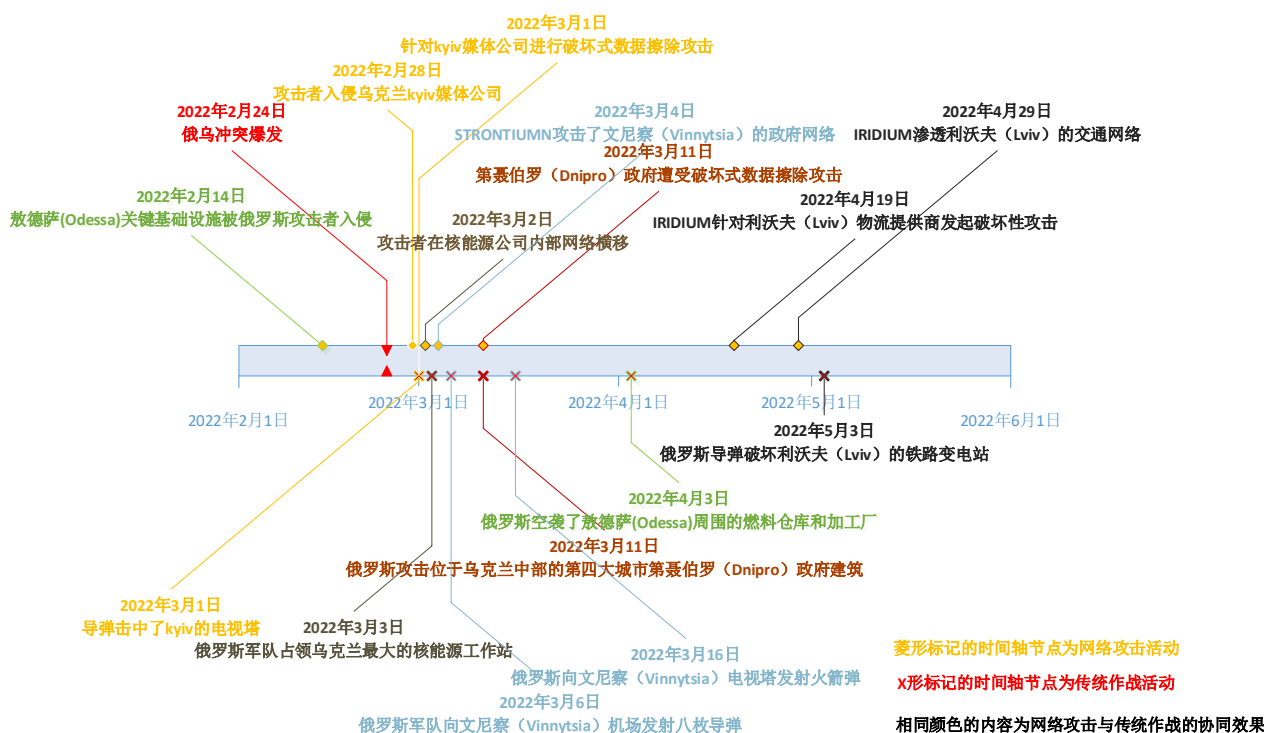 2022年3月1日
针对kyiv媒体公司进行破坏式数据擦除攻击
2022年2月28日
攻击者入侵乌克兰kyiv媒体公司
2022年2月24日
俄乌冲突爆发
2022年3月4日
STRONTIUMN攻击了文尼察（Vinnytsia）的政府网络
2022年4月29日
IRIDIUM渗透利沃夫（Lviv）的交通网络
2022年3月11日
第聂伯罗（Dnipro）政府遭受破坏式数据擦除攻击
2022年2月14日
敖德萨(Odessa)关键基础设施被俄罗斯攻击者入侵
2022年4月19日
IRIDIUM针对利沃夫（Lviv）物流提供商发起破坏性攻击
2022年3月2日
攻击者在核能源公司内部网络横移
2022年2月1日
2022年3月1日
2022年4月1日
2022年5月1日
2022年6月1日
2022年5月3日
俄罗斯导弹破坏利沃夫（Lviv）的铁路变电站
2022年4月3日
俄罗斯空袭了敖德萨(Odessa)周围的燃料仓库和加工厂
2022年3月11日
俄罗斯攻击位于乌克兰中部的第四大城市第聂伯罗（Dnipro）政府建筑
2022年3月1日
导弹击中了kyiv的电视塔
2022年3月3日
俄罗斯军队占领乌克兰最大的核能源工作站
2022年3月16日
俄罗斯向文尼察（Vinnytsia）电视塔发射火箭弹
2022年3月6日
俄罗斯军队向文尼察（Vinnytsia）机场发射八枚导弹
菱形标记的时间轴节点为网络攻击活动
X形标记的时间轴节点为传统作战活动
相同颜色的内容为网络攻击与传统作战的协同效果